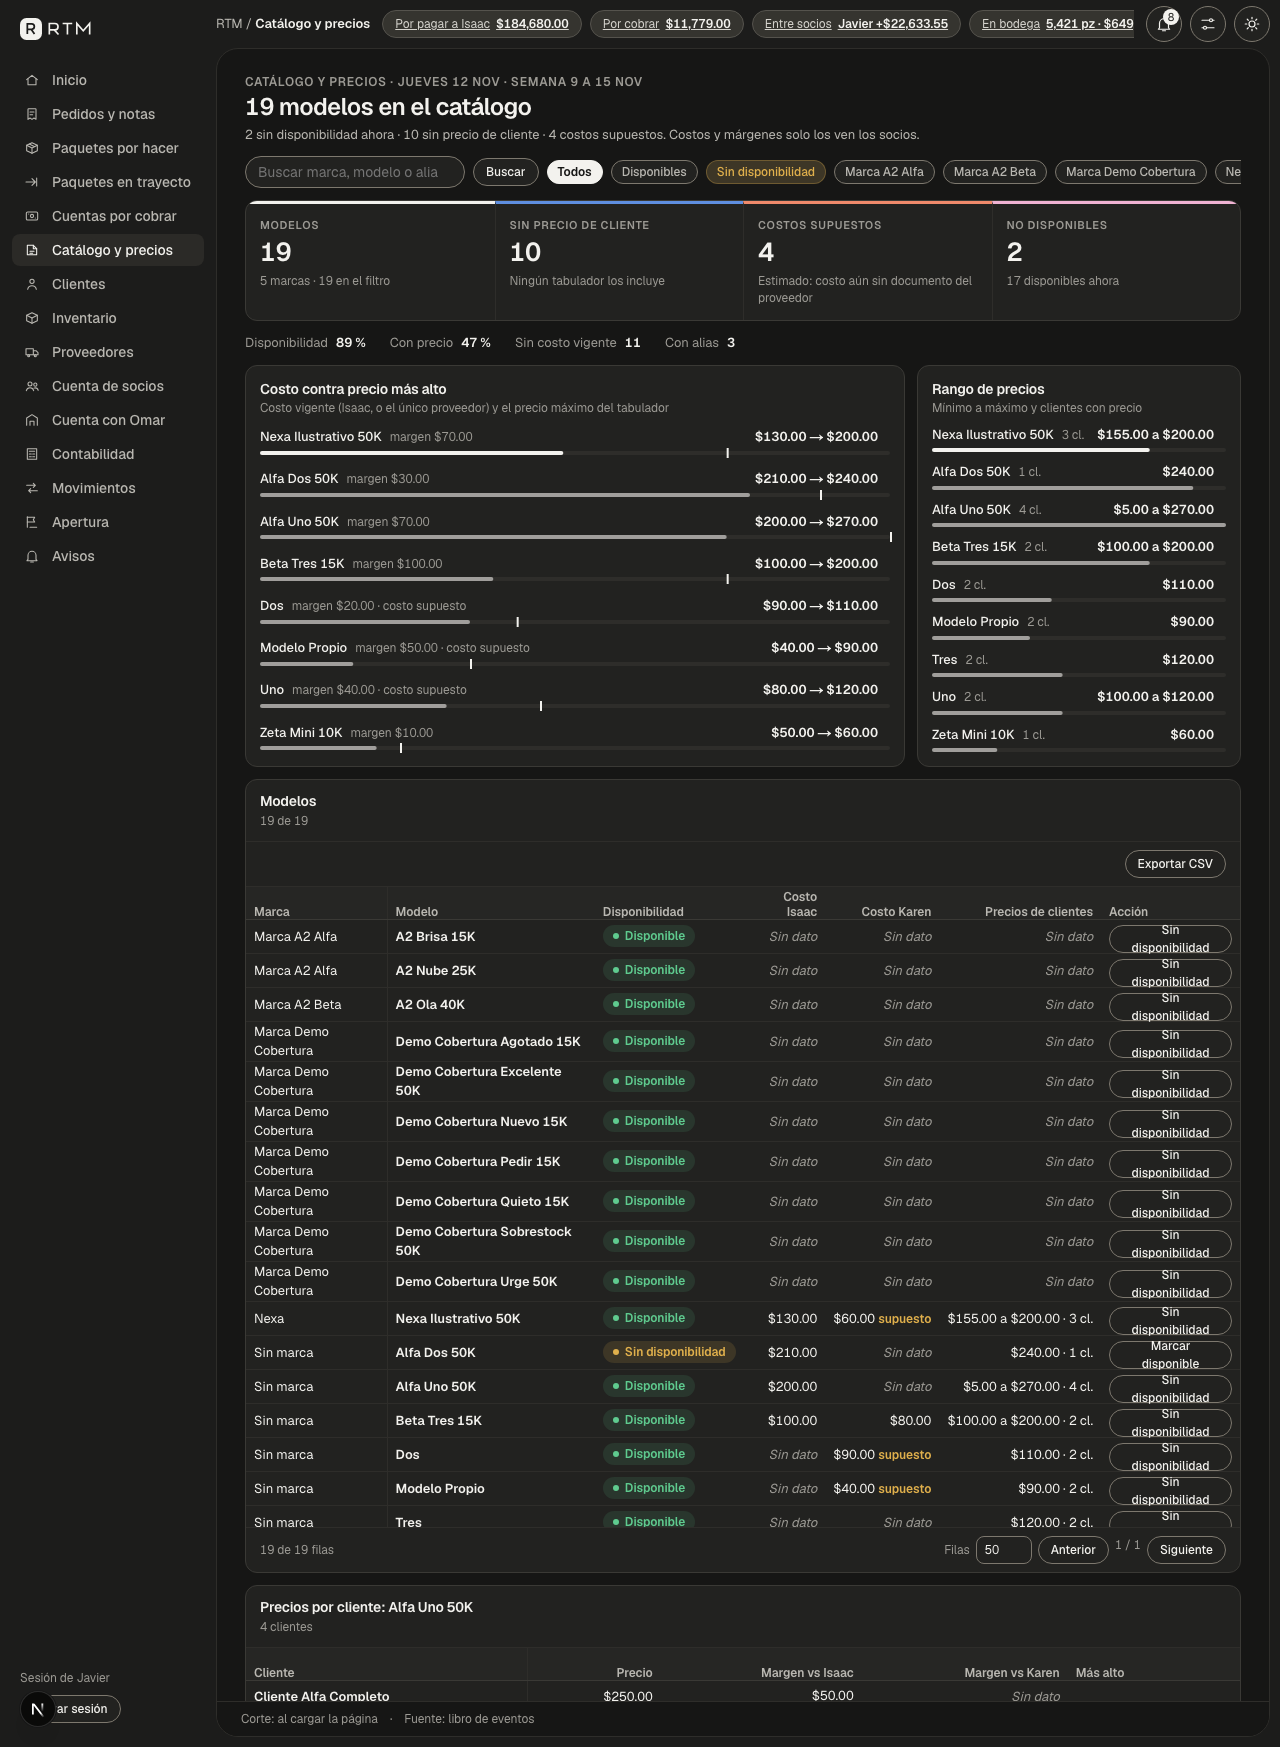 R RTM
RTM / Catálogo y precios
Por pagar a Isaac $184,680.00
Por cobrar $11,779.00
Entre socios Javier +$22,633.55
En bodega 5,421 pz · $649
8
Inicio
Pedidos y notas
Paquetes por hacer
Paquetes en trayecto
Cuentas por cobrar
Catálogo y precios
Clientes
Inventario
Proveedores
Cuenta de socios
Cuenta con Omar
Contabilidad
Movimientos
Apertura
Avisos
Sesión de Javier
N ar sesión
CATÁLOGO Y PRECIOS · JUEVES 12 NOV · SEMANA 9 A 15 NOV
19 modelos en el catálogo
2 sin disponibilidad ahora · 10 sin precio de cliente · 4 costos supuestos. Costos y márgenes solo los ven los socios.
Buscar marca, modelo o alia
Buscar
Todos
Disponibles
Sin disponibilidad
Marca A2 Alfa
Marca A2 Beta
Marca Demo Cobertura
Ne
MODELOS
19
5 marcas · 19 en el filtro
SIN PRECIO DE CLIENTE
10
Ningún tabulador los incluye
COSTOS SUPUESTOS
4
Estimado: costo aún sin documento del
proveedor
NO DISPONIBLES
2
17 disponibles ahora
Disponibilidad 89 % Con precio 47 % Sin costo vigente 11 Con alias 3
Costo contra precio más alto
Costo vigente (Isaac, o el único proveedor) y el precio máximo del tabulador
Nexa Ilustrativo 50K margen $70.00 $130.00 → $200.00
Alfa Dos 50K margen $30.00 $210.00 → $240.00
Alfa Uno 50K margen $70.00 $200.00 → $270.00
Beta Tres 15K margen $100.00 $100.00 → $200.00
Dos margen $20.00 · costo supuesto $90.00 → $110.00
Modelo Propio margen $50.00 · costo supuesto $40.00 → $90.00
Uno margen $40.00 · costo supuesto $80.00 → $120.00
Zeta Mini 10K margen $10.00 $50.00 → $60.00
Rango de precios
Mínimo a máximo y clientes con precio
Nexa Ilustrativo 50K 3 cl. $155.00 a $200.00
Alfa Dos 50K 1 cl. $240.00
Alfa Uno 50K 4 cl. $5.00 a $270.00
Beta Tres 15K 2 cl. $100.00 a $200.00
Dos 2 cl. $110.00
Modelo Propio 2 cl. $90.00
Tres 2 cl. $120.00
Uno 2 cl. $100.00 a $120.00
Zeta Mini 10K 1 cl. $60.00
Modelos
19 de 19
Exportar CSV
Marca Modelo Disponibilidad Costo Isaac Costo Karen Precios de clientes Acción
Marca A2 Alfa A2 Brisa 15K Disponible Sin dato Sin dato Sin dato Sin disponibilidad
Marca A2 Alfa A2 Nube 25K Disponible Sin dato Sin dato Sin dato Sin disponibilidad
Marca A2 Beta A2 Ola 40K Disponible Sin dato Sin dato Sin dato Sin disponibilidad
Marca Demo Cobertura Demo Cobertura Agotado 15K Disponible Sin dato Sin dato Sin dato Sin disponibilidad
Marca Demo Cobertura Demo Cobertura Excelente 50K Disponible Sin dato Sin dato Sin dato Sin disponibilidad
Marca Demo Cobertura Demo Cobertura Nuevo 15K Disponible Sin dato Sin dato Sin dato Sin disponibilidad
Marca Demo Cobertura Demo Cobertura Pedir 15K Disponible Sin dato Sin dato Sin dato Sin disponibilidad
Marca Demo Cobertura Demo Cobertura Quieto 15K Disponible Sin dato Sin dato Sin dato Sin disponibilidad
Marca Demo Cobertura Demo Cobertura Sobrestock 50K Disponible Sin dato Sin dato Sin dato Sin disponibilidad
Marca Demo Cobertura Demo Cobertura Urge 50K Disponible Sin dato Sin dato Sin dato Sin disponibilidad
Nexa Nexa Ilustrativo 50K Disponible $130.00 $60.00 supuesto $155.00 a $200.00 · 3 cl. Sin disponibilidad
Sin marca Alfa Dos 50K Sin disponibilidad $210.00 Sin dato $240.00 · 1 cl. Marcar disponible
Sin marca Alfa Uno 50K Disponible $200.00 Sin dato $5.00 a $270.00 · 4 cl. Sin disponibilidad
Sin marca Beta Tres 15K Disponible $100.00 $80.00 $100.00 a $200.00 · 2 cl. Sin disponibilidad
Sin marca Dos Disponible Sin dato $90.00 supuesto $110.00 · 2 cl. Sin disponibilidad
Sin marca Modelo Propio Disponible Sin dato $40.00 supuesto $90.00 · 2 cl. Sin disponibilidad
Sin marca Tres Disponible Sin dato Sin dato $120.00 · 2 cl. Sin
19 de 19 filas Filas 50 Anterior 1 / 1 Siguiente
Precios por cliente: Alfa Uno 50K
4 clientes
Cliente Precio Margen vs Isaac Margen vs Karen Más alto
Cliente Alfa Completo $250.00 $50.00 Sin dato
Corte: al cargar la página · Fuente: libro de eventos